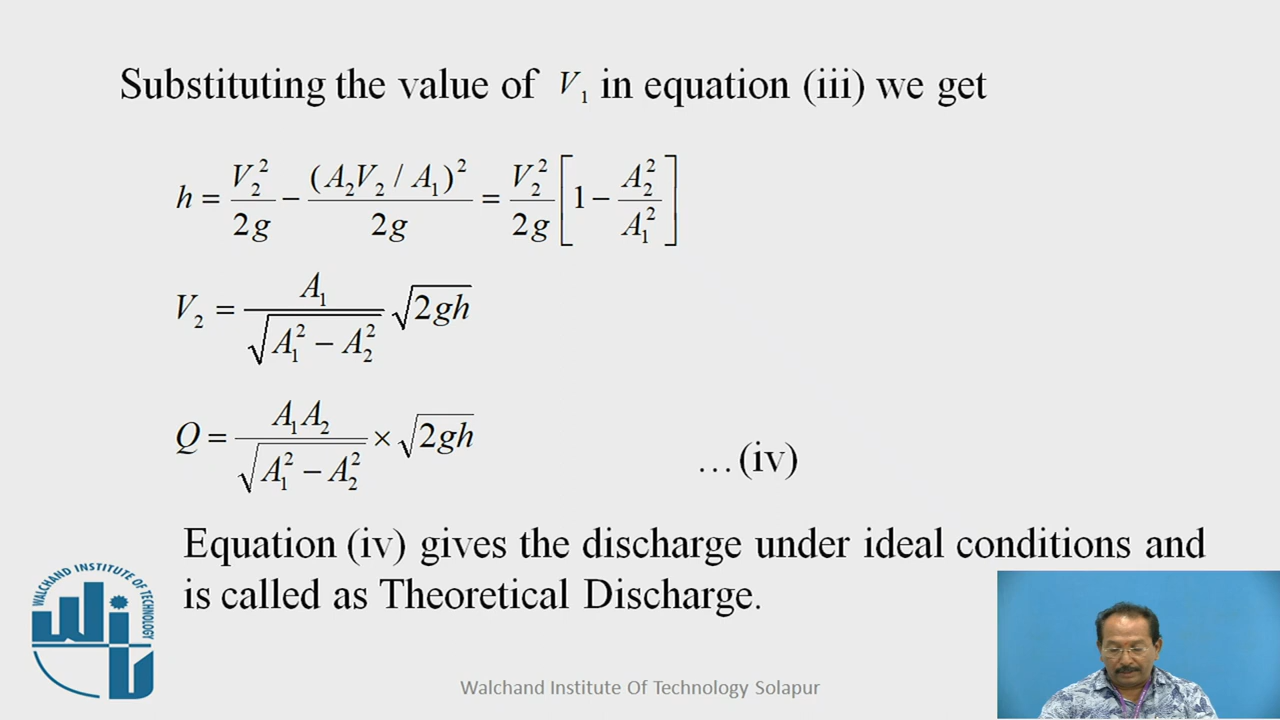 Substituting the value of V₁ in equation (iii) we get
h = V₂²/2g − (A₂V₂ / A₁)²/2g = V₂²/2g [1 − A₂²/A₁²]
V₂ = A₁/√(A₁² − A₂²) √(2gh)
Q = A₁A₂/√(A₁² − A₂²) × √(2gh)
…(iv)
Equation (iv) gives the discharge under ideal conditions and
is called as Theoretical Discharge.
WALCHAND INSTITUTE OF TECHNOLOGY
Walchand Institute Of Technology Solapur